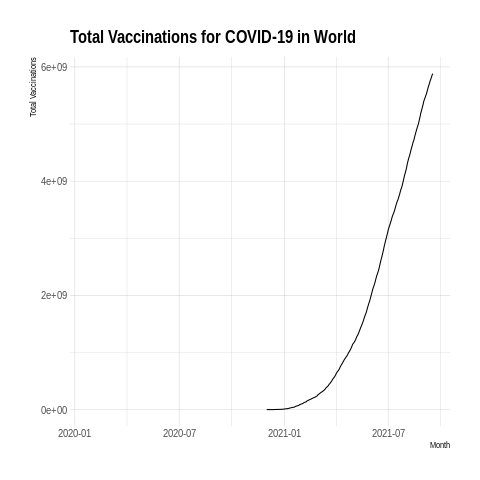 Total Vaccinations for COVID-19 in World
Total Vaccinations
6e+09
4e+09
2e+09
0e+00
2020-01 2020-07 2021-01 2021-07
Month